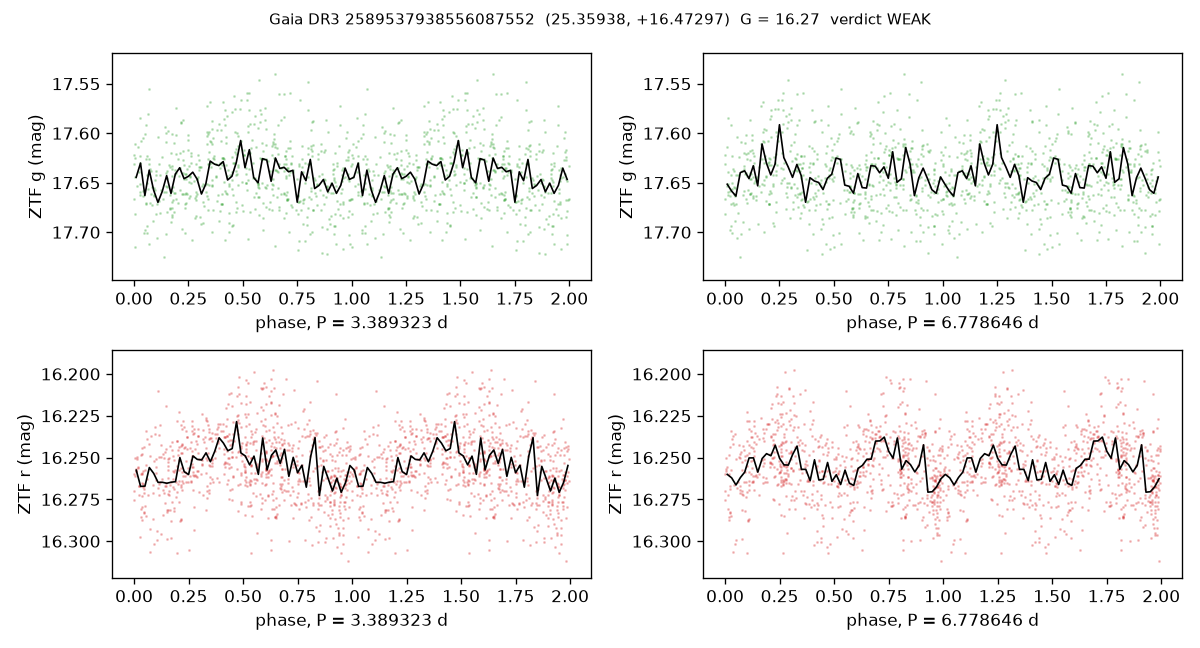 Gaia DR3 2589537938556087552 (25.35938, +16.47297) G = 16.27 verdict WEAK
ZTF g (mag)
17.55
17.60
17.65
17.70
0.00 0.25 0.50 0.75 1.00 1.25 1.50 1.75 2.00
phase, P = 3.389323 d
ZTF g (mag)
17.55
17.60
17.65
17.70
0.00 0.25 0.50 0.75 1.00 1.25 1.50 1.75 2.00
phase, P = 6.778646 d
ZTF r (mag)
16.200
16.225
16.250
16.275
16.300
0.00 0.25 0.50 0.75 1.00 1.25 1.50 1.75 2.00
phase, P = 3.389323 d
ZTF r (mag)
16.200
16.225
16.250
16.275
16.300
0.00 0.25 0.50 0.75 1.00 1.25 1.50 1.75 2.00
phase, P = 6.778646 d